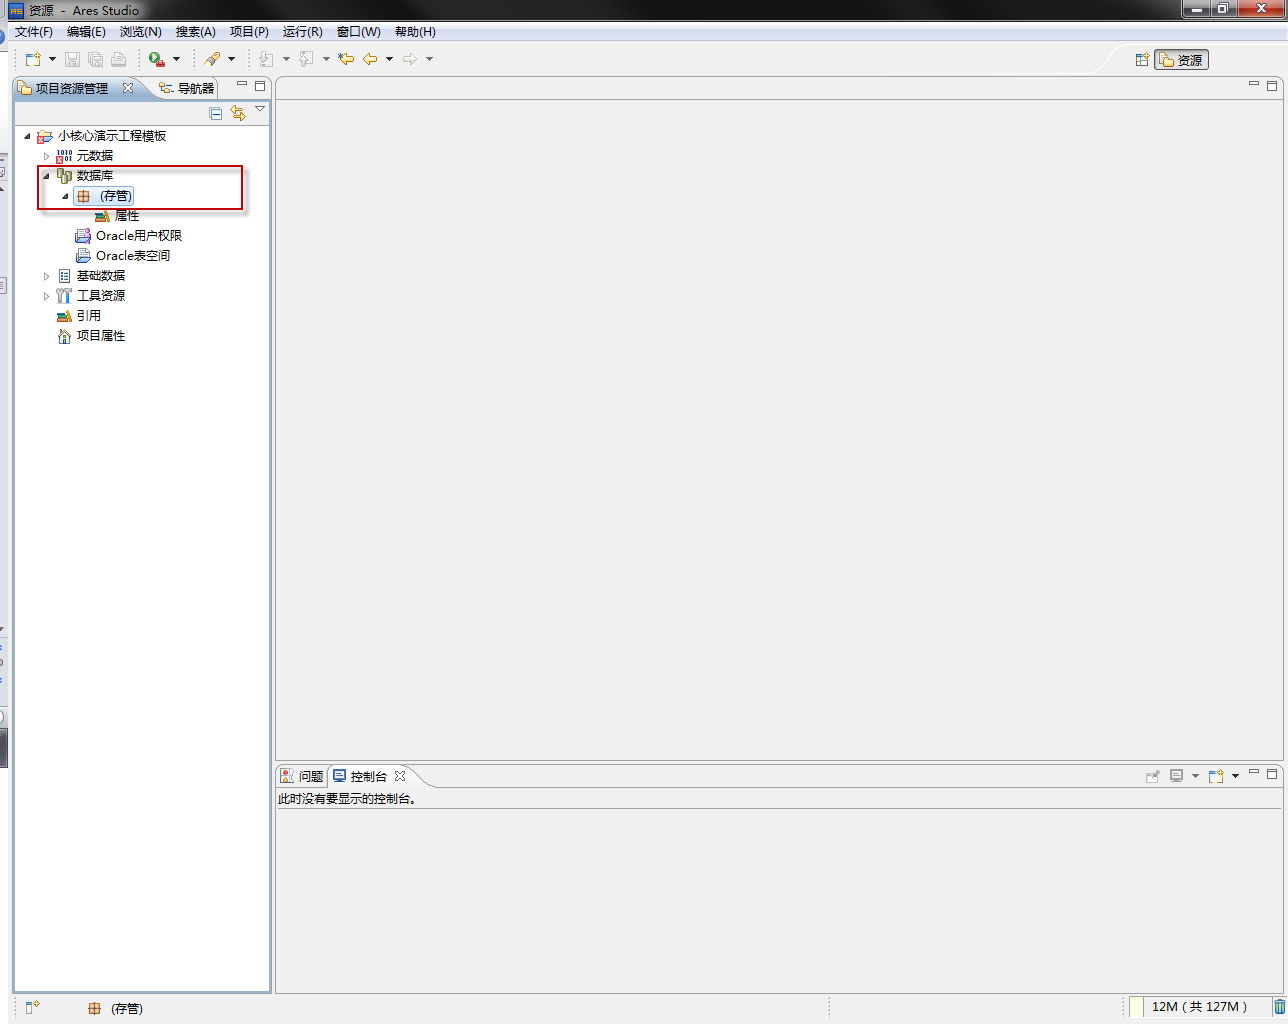 资源 - Ares Studio
文件(F) 编辑(E) 浏览(N) 搜索(A) 项目(P) 运行(R) 窗口(W) 帮助(H)
资源
项目资源管理 导航器
小核心演示工程模板
元数据
数据库
(存管)
属性
Oracle用户权限
Oracle表空间
基础数据
工具资源
引用
项目属性
问题 控制台
此时没有要显示的控制台。
(存管) 12M（共 127M）